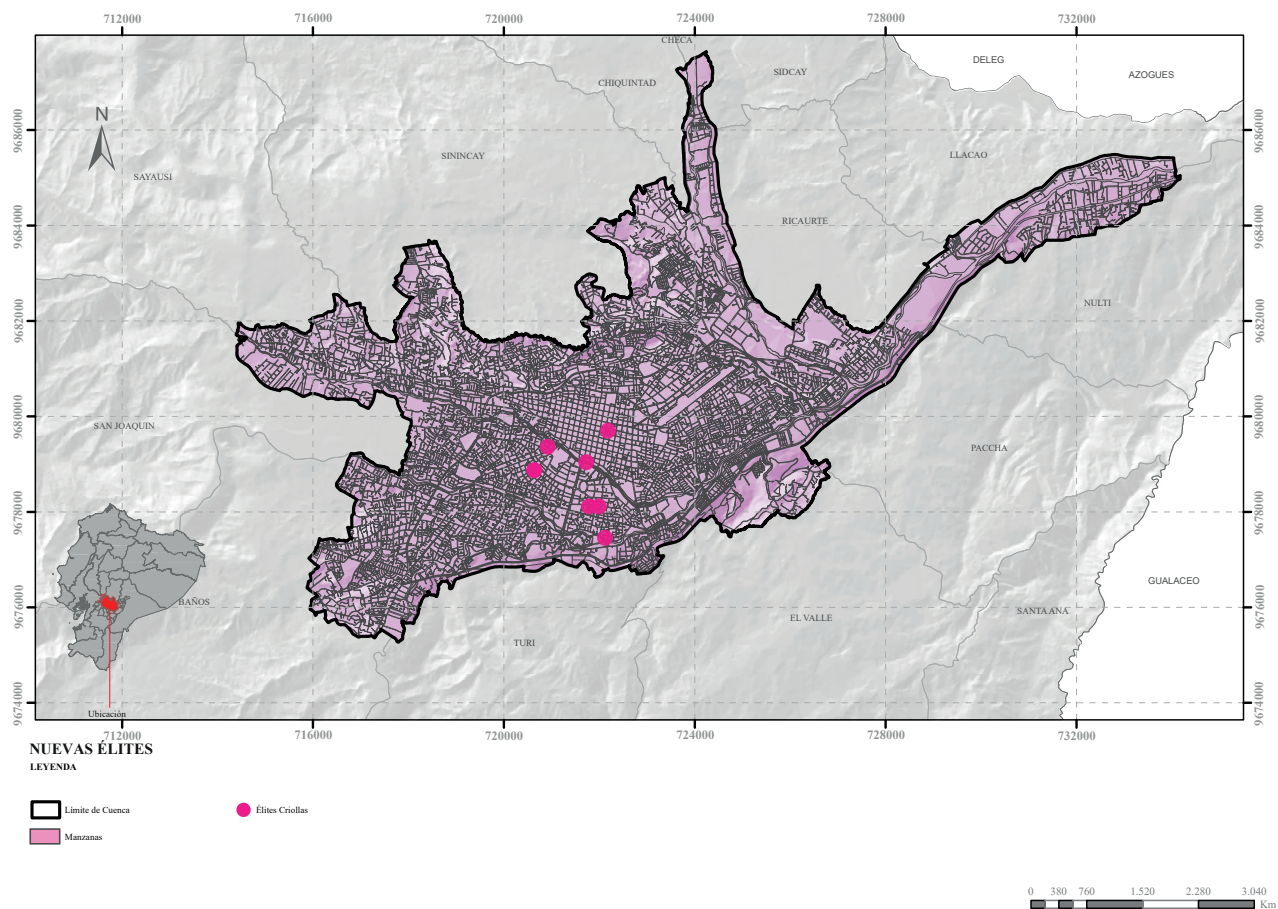 712000 716000 720000 724000 728000 732000
CHECA
DELEG
SIDCAY
AZOGUES
CHIQUINTAD
N
9686000 9686000
SININCAY
LLACAO
SAYAUSI
RICAURTE
9684000 9684000
NULTI
9682000 9682000
9680000 9680000
SAN JOAQUIN
PACCHA
9678000 9678000
GUALACEO
BAÑOS
9676000 9676000
SANTA ANA
EL VALLE
TURI
9674000 9674000
Ubicación
712000 716000 720000 724000 728000 732000
NUEVAS ÉLITES
LEYENDA
Límite de Cuenca
Élites Criollas
Manzanas
0 380 760 1.520 2.280 3.040
Km